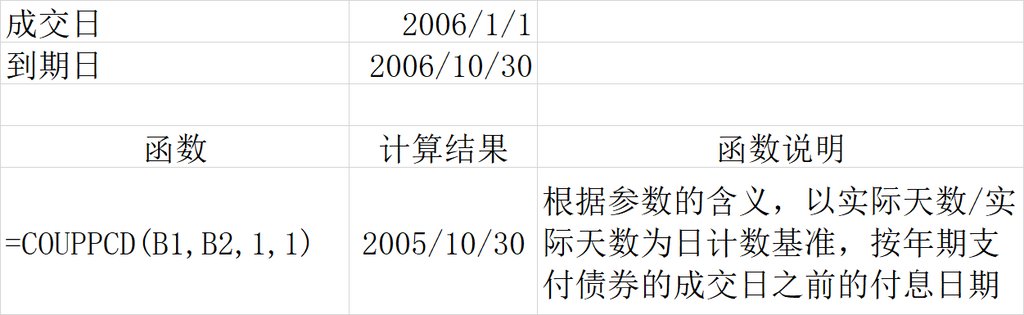 成交日 2006/1/1
到期日 2006/10/30
函数 计算结果 函数说明
=COUPPCD(B1,B2,1,1) 2005/10/30 根据参数的含义，以实际天数/实
际天数为日计数基准，按年期支
付债券的成交日之前的付息日期